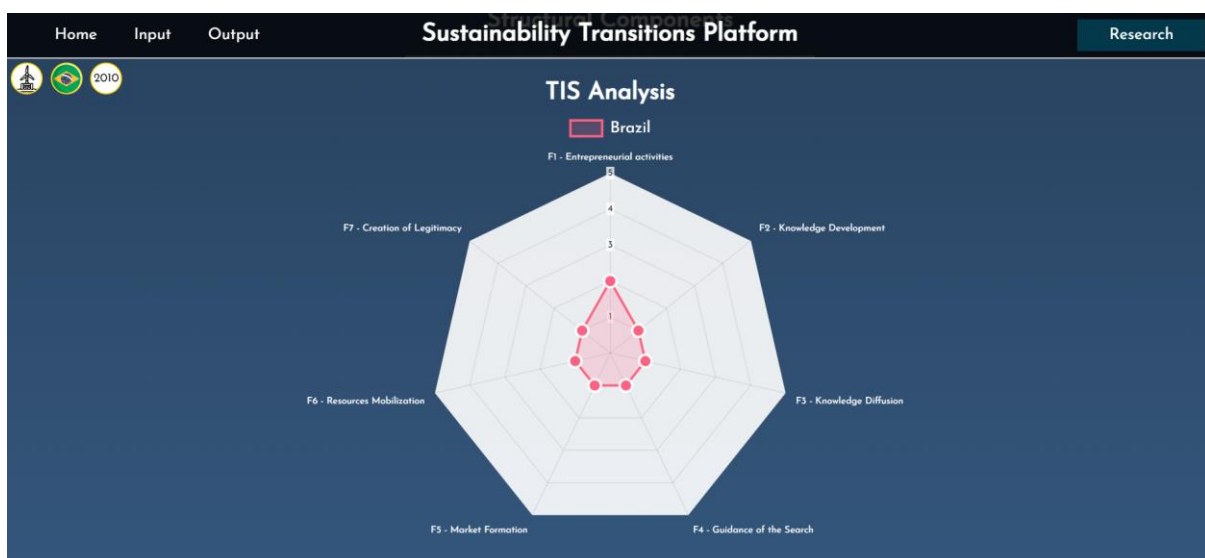 Structural Components
Home Input Output Sustainability Transitions Platform Research
2010
TIS Analysis
Brazil
F1 - Entrepreneurial activities
5
4
F7 - Creation of Legitimacy
F2 - Knowledge Development
3
1
F6 - Resources Mobilization
F3 - Knowledge Diffusion
F5 - Market Formation
F4 - Guidance of the Search